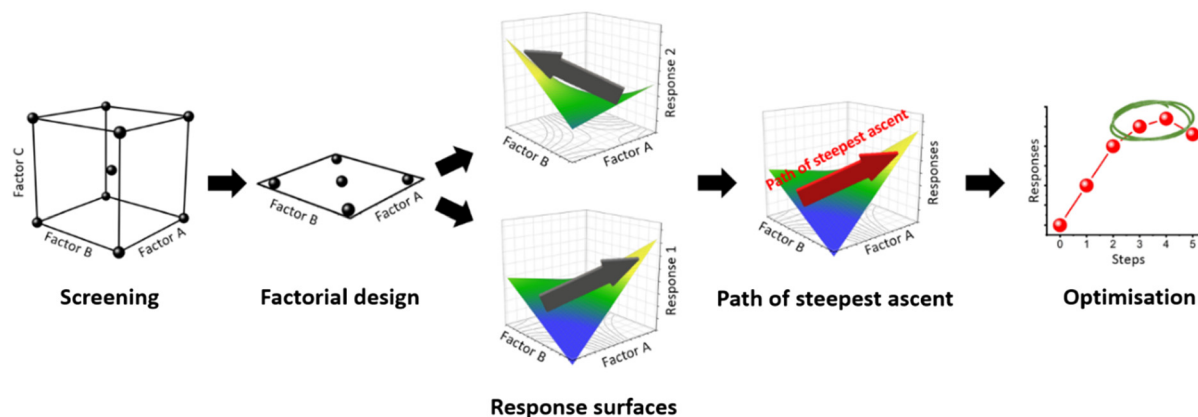 Factor C
Factor B
Factor A
Screening
Factor B
Factor A
Factorial design
Response 2
Factor B
Factor A
Response 1
Factor B
Factor A
Response surfaces
Path of steepest ascent
Responses
Factor B
Factor A
Path of steepest ascent
Responses
0 1 2 3 4 5
Steps
Optimisation